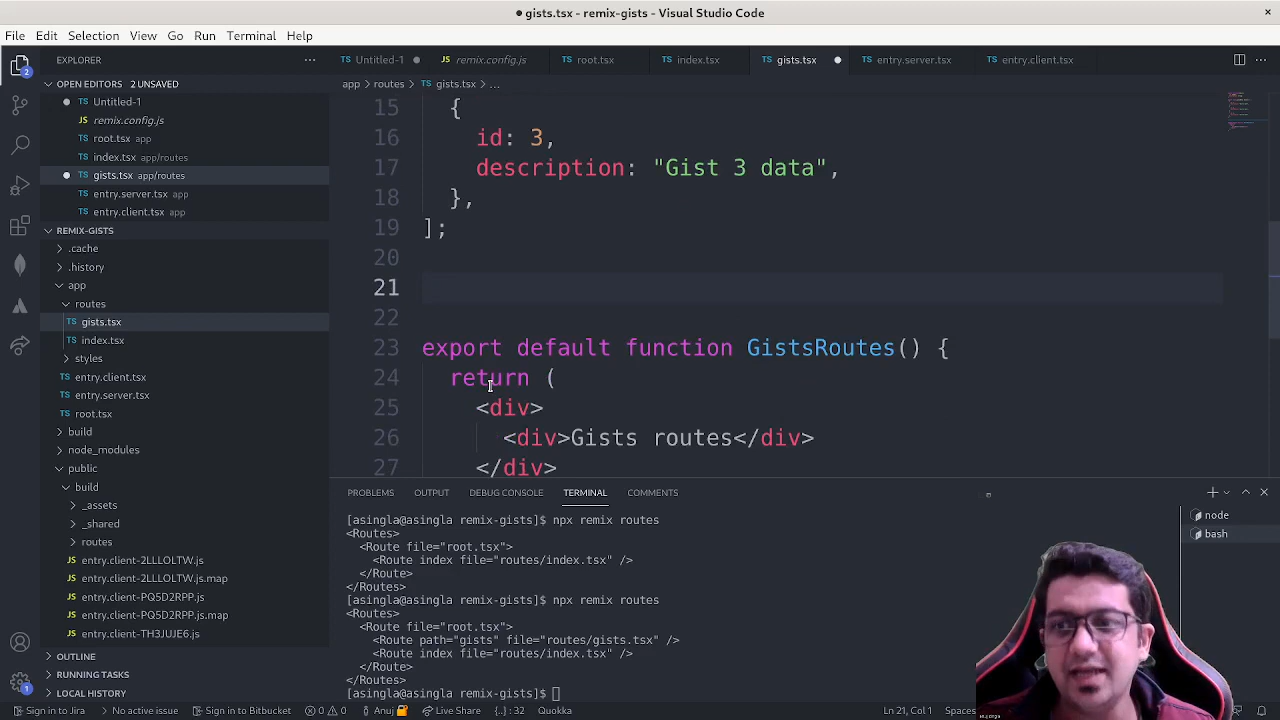 gists.tsx - remix-gists - Visual Studio Code
File Edit Selection View Go Run Terminal Help
EXPLORER
OPEN EDITORS 2 UNSAVED
Untitled-1
remix.config.js
root.tsx app
index.tsx app/routes
gists.tsx app/routes
entry.server.tsx app
entry.client.tsx app
REMIX-GISTS
.cache
.history
app
routes
gists.tsx
index.tsx
styles
entry.client.tsx
entry.server.tsx
root.tsx
build
node_modules
public
build
_assets
_shared
routes
entry.client-2LLLOLTW.js
entry.client-2LLLOLTW.js.map
entry.client-PQ5D2RPP.js
entry.client-PQ5D2RPP.js.map
entry.client-TH3JUJE6.js
OUTLINE
RUNNING TASKS
LOCAL HISTORY
Untitled-1 remix.config.js root.tsx index.tsx gists.tsx entry.server.tsx entry.client.tsx
app > routes > gists.tsx > ...
15 {
16 id: 3,
17 description: "Gist 3 data",
18 },
19 ];
20
21
22
23 export default function GistsRoutes() {
24 return (
25 <div>
26 <div>Gists routes</div>
27 </div>
PROBLEMS OUTPUT DEBUG CONSOLE TERMINAL COMMENTS
[asingla@asingla remix-gists]$ npx remix routes
<Routes>
<Route file="root.tsx">
<Route index file="routes/index.tsx" />
</Route>
</Routes>
[asingla@asingla remix-gists]$ npx remix routes
<Routes>
<Route file="root.tsx">
<Route path="gists" file="routes/gists.tsx" />
<Route index file="routes/index.tsx" />
</Route>
</Routes>
[asingla@asingla remix-gists]$
node
bash
2
1
Sign in to Jira No active issue Sign in to Bitbucket 0 0 Anuj Live Share {..} : 32 Quokka Ln 21, Col 1 Spaces